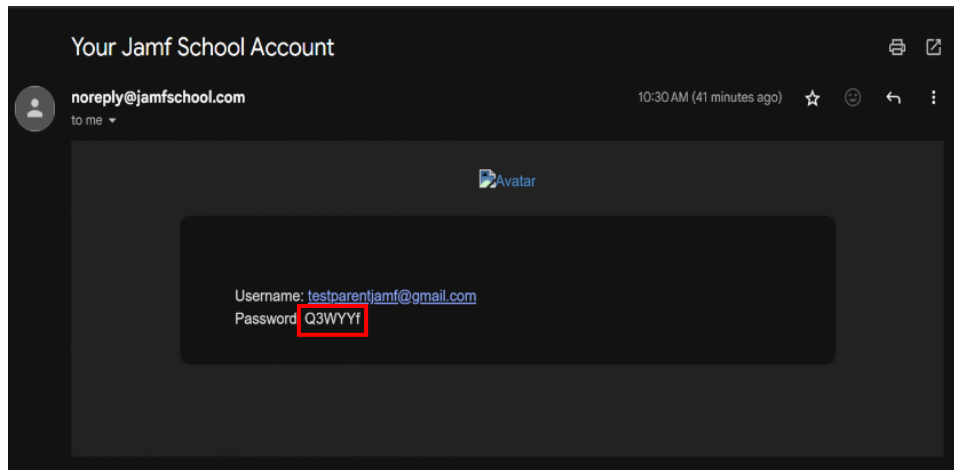 Your Jamf School Account
noreply@jamfschool.com
10:30 AM (41 minutes ago)
to me
Avatar
Username: testparentjamf@gmail.com
Password: Q3WYYf